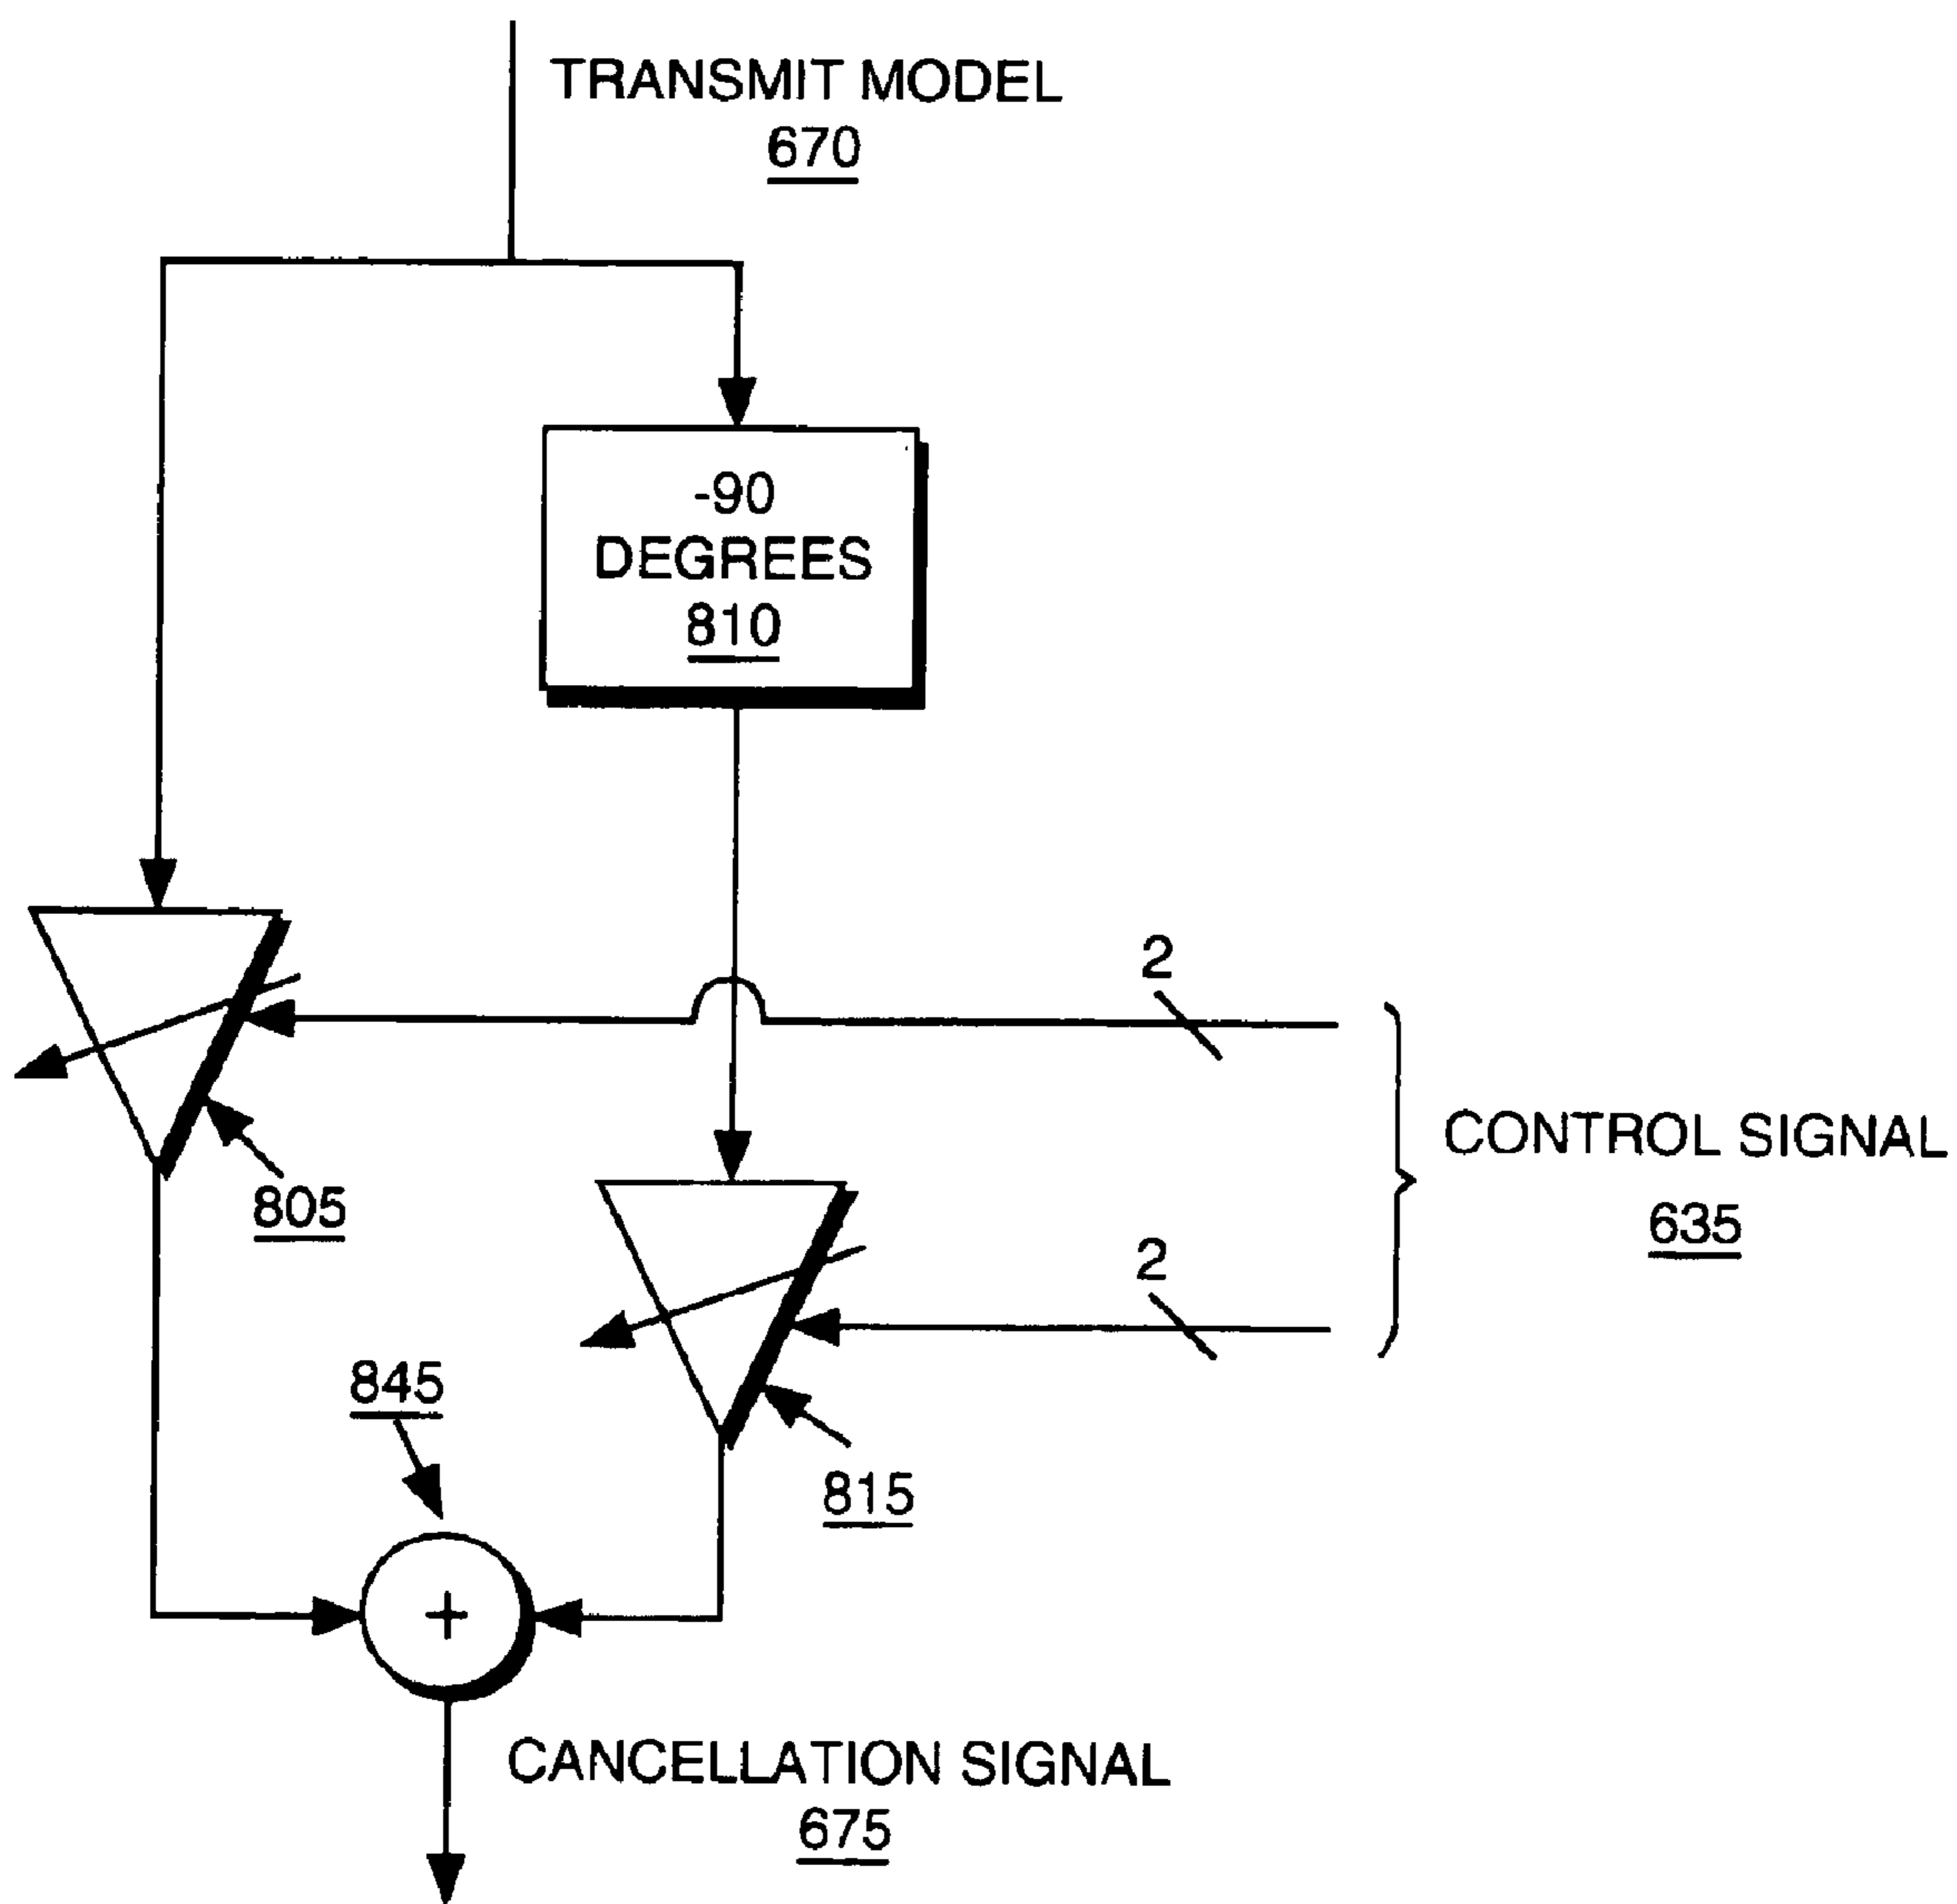 TRANSMIT MODEL
670
-90
DEGREES
810
2
CONTROL SIGNAL
635
805
2
845
815
+
CANCELLATION SIGNAL
675